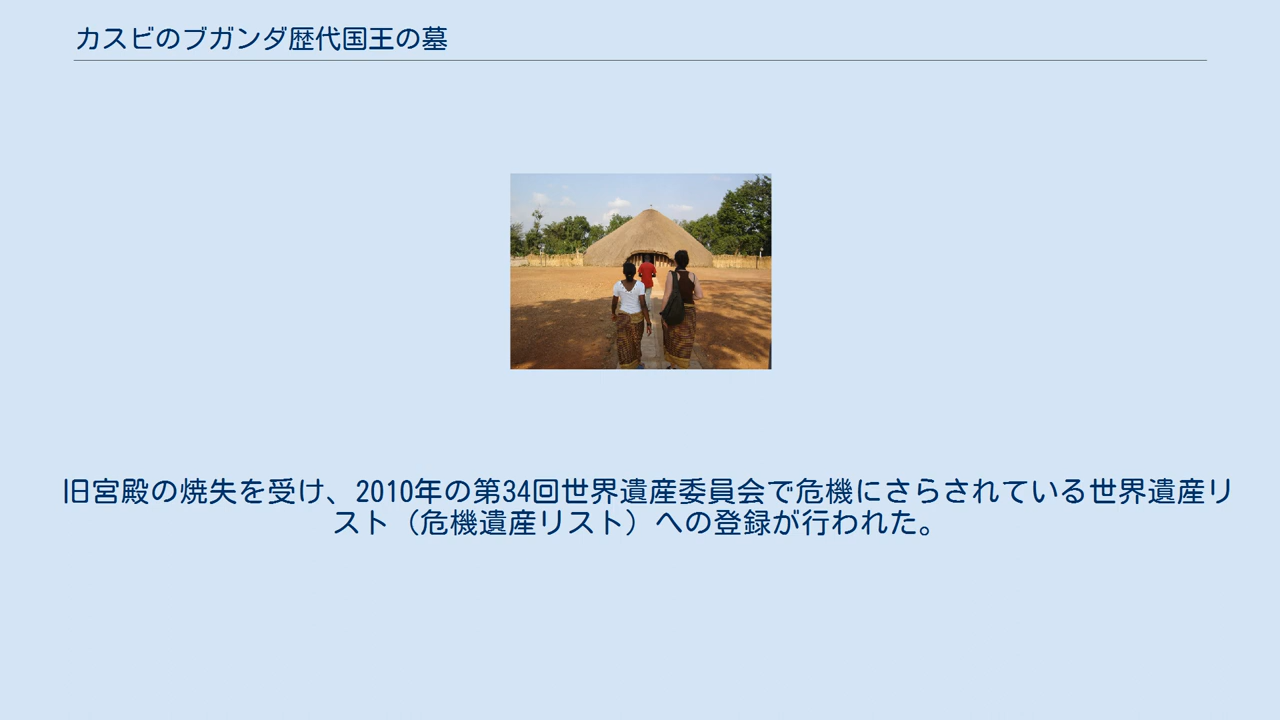 カスビのブガンダ歴代国王の墓
旧宮殿の焼失を受け、2010年の第34回世界遺産委員会で危機にさらされている世界遺産リ
スト（危機遺産リスト）への登録が行われた。